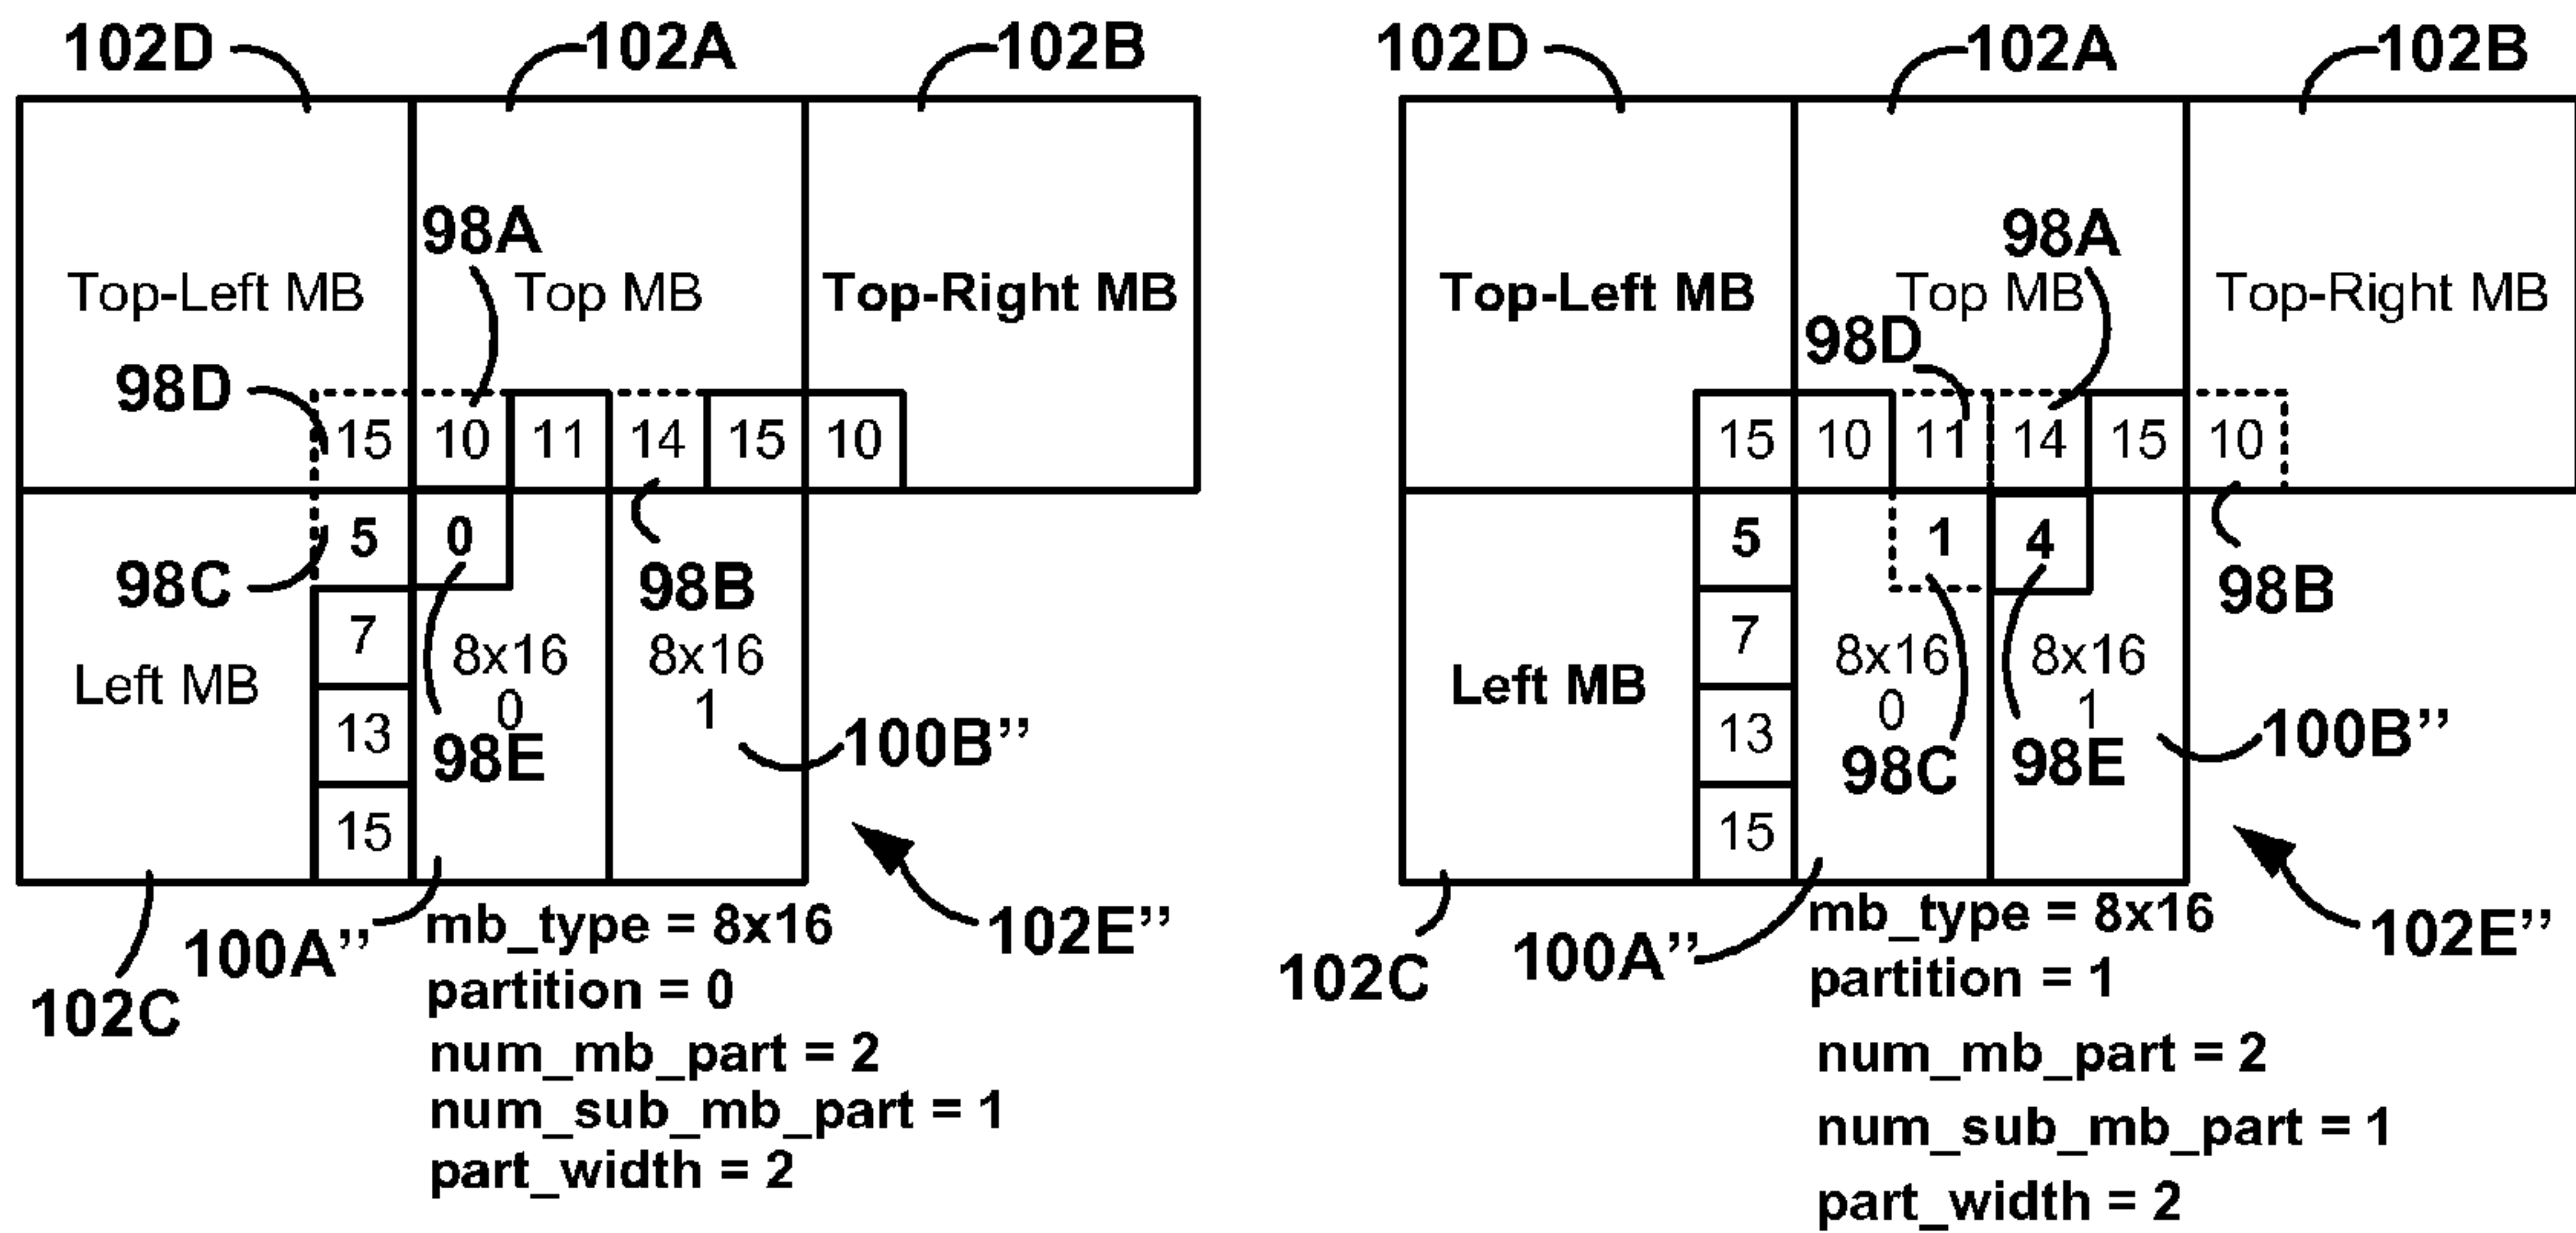 102D 102A 102B
98A
Top-Left MB Top MB Top-Right MB
98D
15 10 11 14 15 10
5 0
98C 98B
7
8x16 8x16
Left MB
0 1
13
98E 100B”
15
100A” mb_type = 8x16 102E”
partition = 0
102C
num_mb_part = 2
num_sub_mb_part = 1
part_width = 2
102D 102A 102B
98A
Top-Left MB Top MB Top-Right MB
98D
15 10 11 14 15 10
5 1 4
98B
7
8x16 8x16
Left MB
0 1
13
98C 98E 100B”
15
mb_type = 8x16 102E”
100A”
102C partition = 1
num_mb_part = 2
num_sub_mb_part = 1
part_width = 2